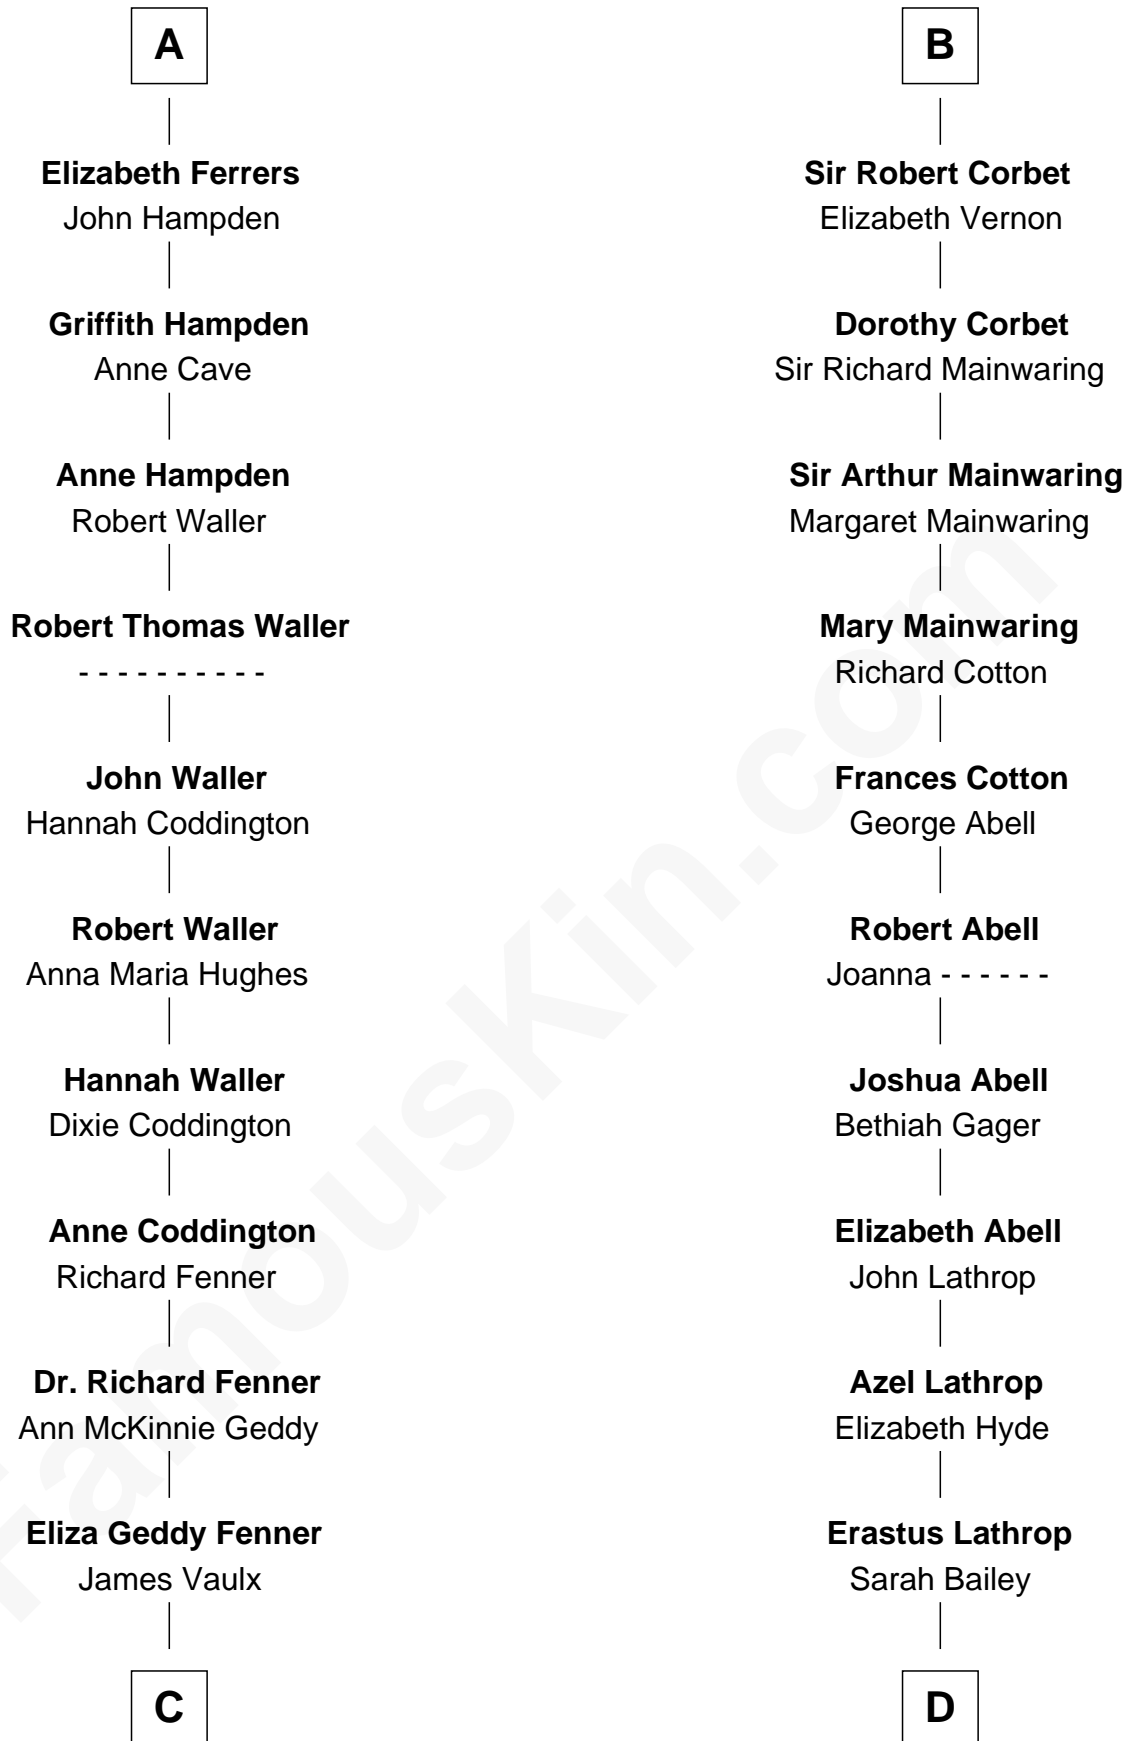 A
Elizabeth Ferrers
John Hampden
Griffith Hampden
Anne Cave
Anne Hampden
Robert Waller
Robert Thomas Waller
- - - - - - - - - -
John Waller
Hannah Coddington
Robert Waller
Anna Maria Hughes
Hannah Waller
Dixie Coddington
Anne Coddington
Richard Fenner
Dr. Richard Fenner
Ann McKinnie Geddy
Eliza Geddy Fenner
James Vaulx
C
B
Sir Robert Corbet
Elizabeth Vernon
Dorothy Corbet
Sir Richard Mainwaring
Sir Arthur Mainwaring
Margaret Mainwaring
Mary Mainwaring
Richard Cotton
Frances Cotton
George Abell
Robert Abell
Joanna - - - - - -
Joshua Abell
Bethiah Gager
Elizabeth Abell
John Lathrop
Azel Lathrop
Elizabeth Hyde
Erastus Lathrop
Sarah Bailey
D
FamousKin.com